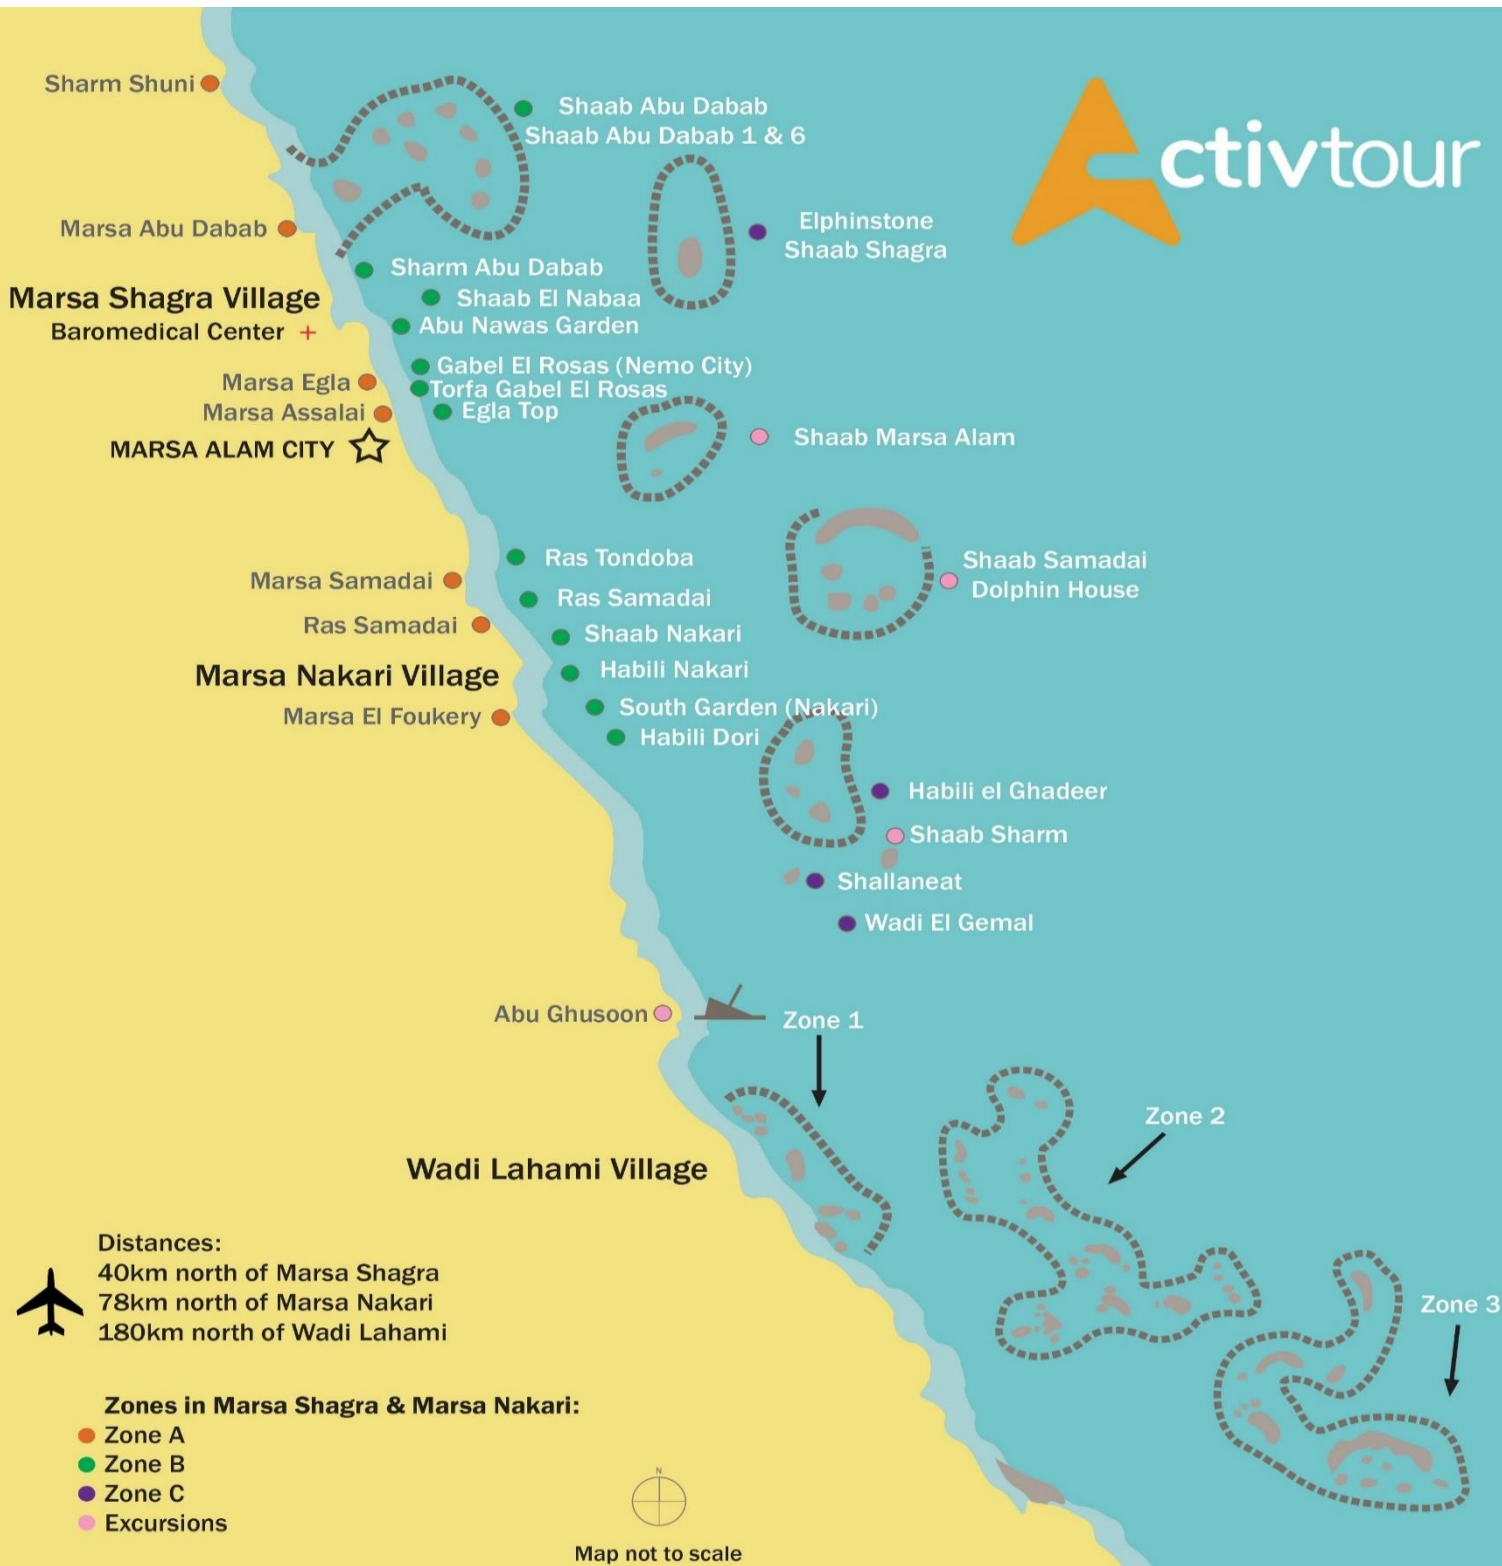 Sharm Shuni
Shaab Abu Dabab
Shaab Abu Dabab 1 & 6
ctivtour
Marsa Abu Dabab
Elphinstone
Shaab Shagra
Sharm Abu Dabab
Marsa Shagra Village
Shaab El Nabaa
Baromedical Center +
Abu Nawas Garden
Gabel El Rosas (Nemo City)
Marsa Egla
Torfa Gabel El Rosas
Marsa Assalai
Egla Top
MARSA ALAM CITY
Shaab Marsa Alam
Ras Tondoba
Shaab Samadai
Dolphin House
Marsa Samadai
Ras Samadai
Ras Samadai
Shaab Nakari
Marsa Nakari Village
Habili Nakari
South Garden (Nakari)
Marsa El Foukery
Habili Dori
Habili el Ghadeer
Shaab Sharm
Shallaneat
Wadi El Gemal
Abu Ghusoon
Zone 1
Zone 2
Wadi Lahami Village
Zone 3
Distances:
40km north of Marsa Shagra
78km north of Marsa Nakari
180km north of Wadi Lahami
Zones in Marsa Shagra & Marsa Nakari:
Zone A
Zone B
Zone C
Excursions
N
Map not to scale